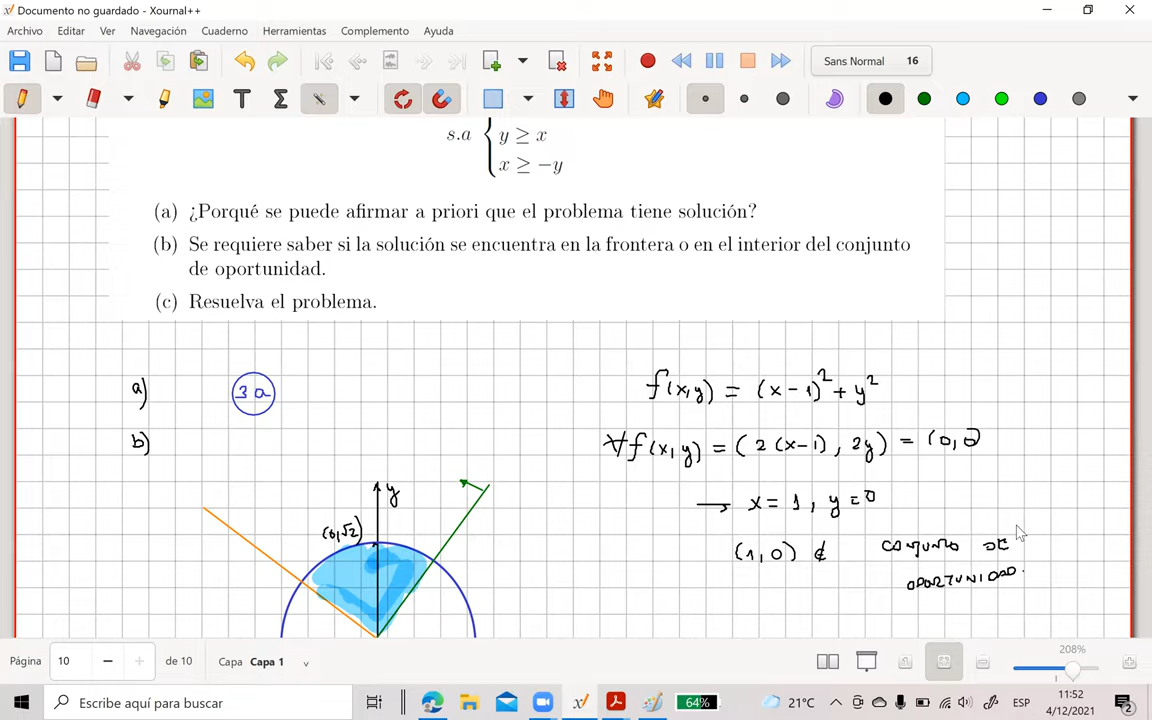 Documento no guardado - Xournal++
Archivo Editar Ver Navegación Cuaderno Herramientas Complemento Ayuda
Sans Normal 16
s.a { y ≥ x
x ≥ −y
(a) ¿Porqué se puede afirmar a priori que el problema tiene solución?
(b) Se requiere saber si la solución se encuentra en la frontera o en el interior del conjunto
de oportunidad.
(c) Resuelva el problema.
a) 3a
f(x,y) = (x-1)² + y²
b)
∇f(x,y) = (2(x-1), 2y) = (0,0)
→ x = 1, y = 0
y
(0,√2)
(1,0) ∉ CONJUNTO DE
OPORTUNIDAD.
Página 10 de 10 Capa Capa 1
208%
Escribe aquí para buscar
64%
21°C
ESP
11:52
4/12/2021
2